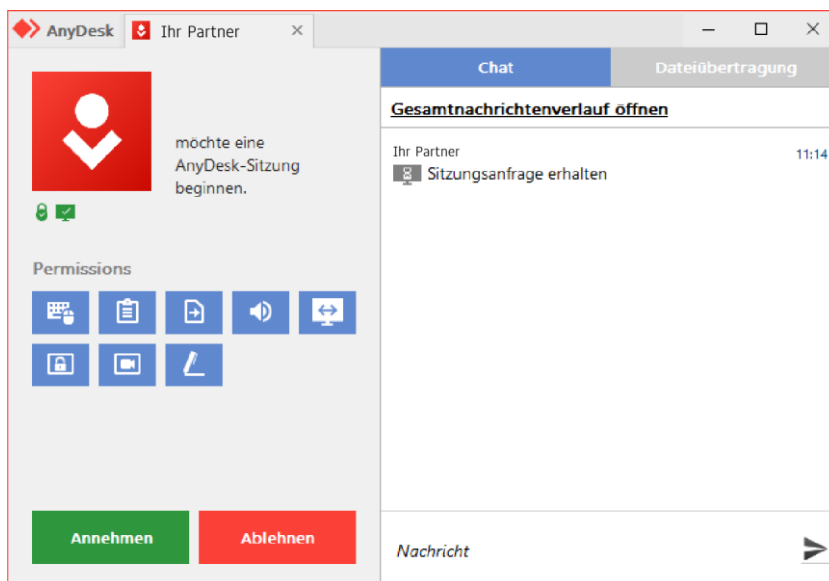 AnyDesk
Ihr Partner
möchte eine
AnyDesk-Sitzung
beginnen.
Permissions
Annehmen
Ablehnen
Chat
Dateiübertragung
Gesamtnachrichtenverlauf öffnen
Ihr Partner
11:14
Sitzungsanfrage erhalten
Nachricht